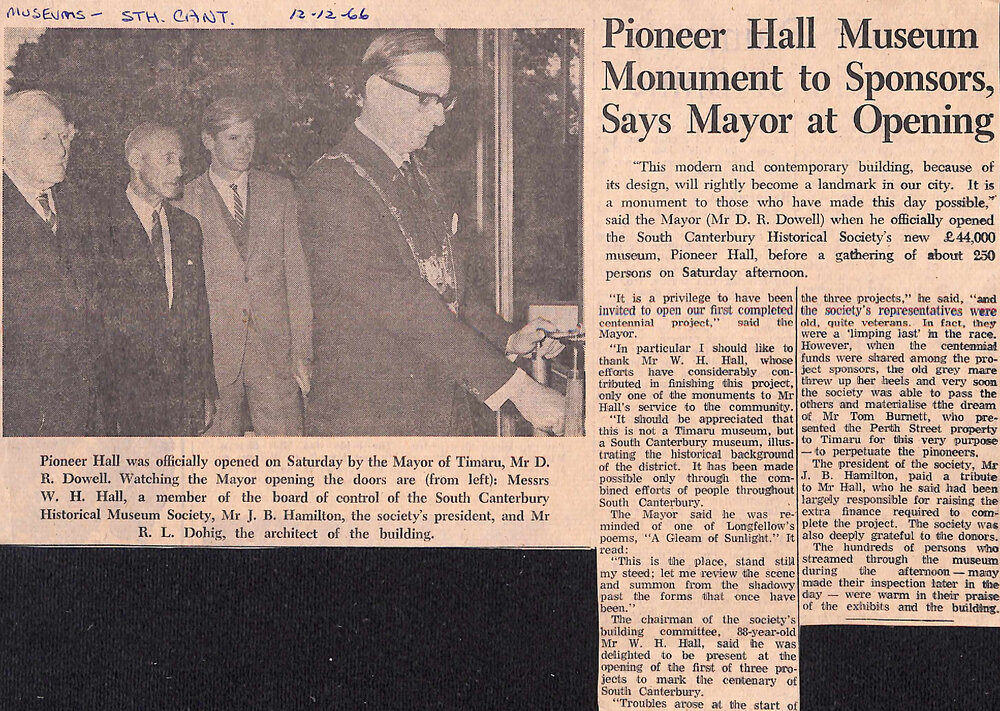 MUSEUMS – STH. CANT. 12-12-66
Pioneer Hall was officially opened on Saturday by the Mayor of Timaru, Mr D.
R. Dowell. Watching the Mayor opening the doors are (from left): Messrs
W. H. Hall, a member of the board of control of the South Canterbury
Historical Museum Society, Mr J. B. Hamilton, the society's president, and Mr
R. L. Dohig, the architect of the building.
Pioneer Hall Museum
Monument to Sponsors,
Says Mayor at Opening
"This modern and contemporary building, because of
its design, will rightly become a landmark in our city. It is
a monument to those who have made this day possible,"
said the Mayor (Mr D. R. Dowell) when he officially opened
the South Canterbury Historical Society's new £44,000
museum, Pioneer Hall, before a gathering of about 250
persons on Saturday afternoon.
"It is a privilege to have been
invited to open our first completed
centennial project," said the
Mayor.
"In particular I should like to
thank Mr W. H. Hall, whose
efforts have considerably con-
tributed in finishing this project,
only one of the monuments to Mr
Hall's service to the community.
"It should be appreciated that
this is not a Timaru museum, but
a South Canterbury museum, illus-
trating the historical background
of the district. It has been made
possible only through the com-
bined efforts of people throughout
South Canterbury.
The Mayor said he was re-
minded of one of Longfellow's
poems, "A Gleam of Sunlight." It
read:
"This is the place, stand still
my steed; let me review the scene
and summon from the shadowy
past the forms that once have
been."
The chairman of the society's
building committee, 88-year-old
Mr W. H. Hall, said he was
delighted to be present at the
opening of the first of three pro-
jects to mark the centenary of
South Canterbury.
"Troubles arose at the start of
the three projects," he said, "and
the society's representatives were
old, quite veterans. In fact, they
were a 'limping last' in the race.
However, when the centennial
funds were shared among the pro-
ject sponsors, the old grey mare
threw up her heels and very soon
the society was able to pass the
others and materialise tthe dream
of Mr Tom Burnett, who pre-
sented the Perth Street property
to Timaru for this very purpose
— to perpetuate the pinoneers.
The president of the society, Mr
J. B. Hamilton, paid a tribute
to Mr Hall, who he said had been
largely responsible for raising the
extra finance required to com-
plete the project. The society was
also deeply grateful to the donors.
The hundreds of persons who
streamed through the museum
during the afternoon — many
made their inspection later in the
day — were warm in their praise
of the exhibits and the building.